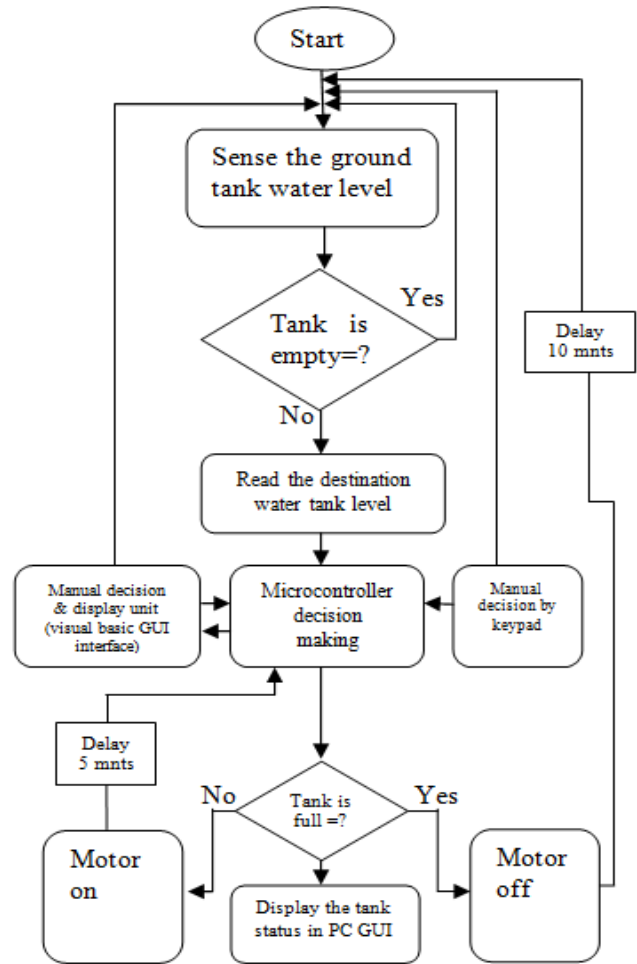 Start
Sense the ground
tank water level
Yes
Tank is
empty=?
Delay
10 mnts
No
Read the destination
water tank level
Manual decision
& display unit
(visual basic GUI
interface)
Microcontroller
decision
making
Manual
decision by
keypad
Delay
5 mnts
No
Tank is
full =?
Yes
Motor
on
Motor
off
Display the tank
status in PC GUI